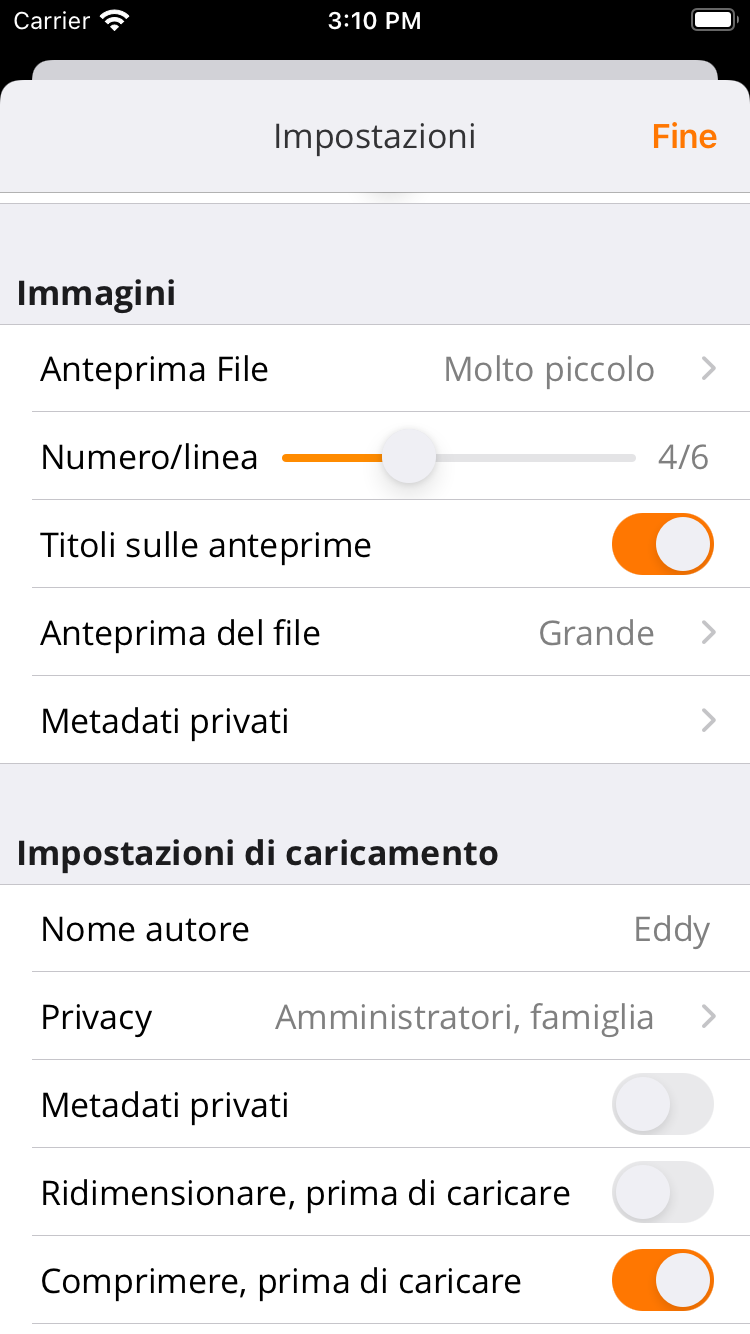 Carrier 3:10 PM
Impostazioni Fine
Immagini
Anteprima File Molto piccolo
Numero/linea 4/6
Titoli sulle anteprime
Anteprima del file Grande
Metadati privati
Impostazioni di caricamento
Nome autore Eddy
Privacy Amministratori, famiglia
Metadati privati
Ridimensionare, prima di caricare
Comprimere, prima di caricare